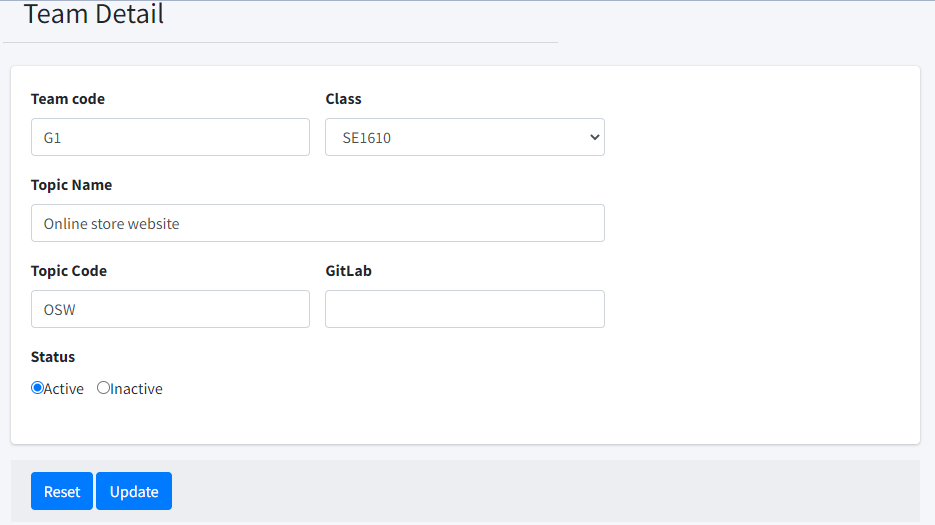 Team Detail
Team code Class
G1 SE1610
Topic Name
Online store website
Topic Code GitLab
OSW
Status
Active Inactive
Reset Update